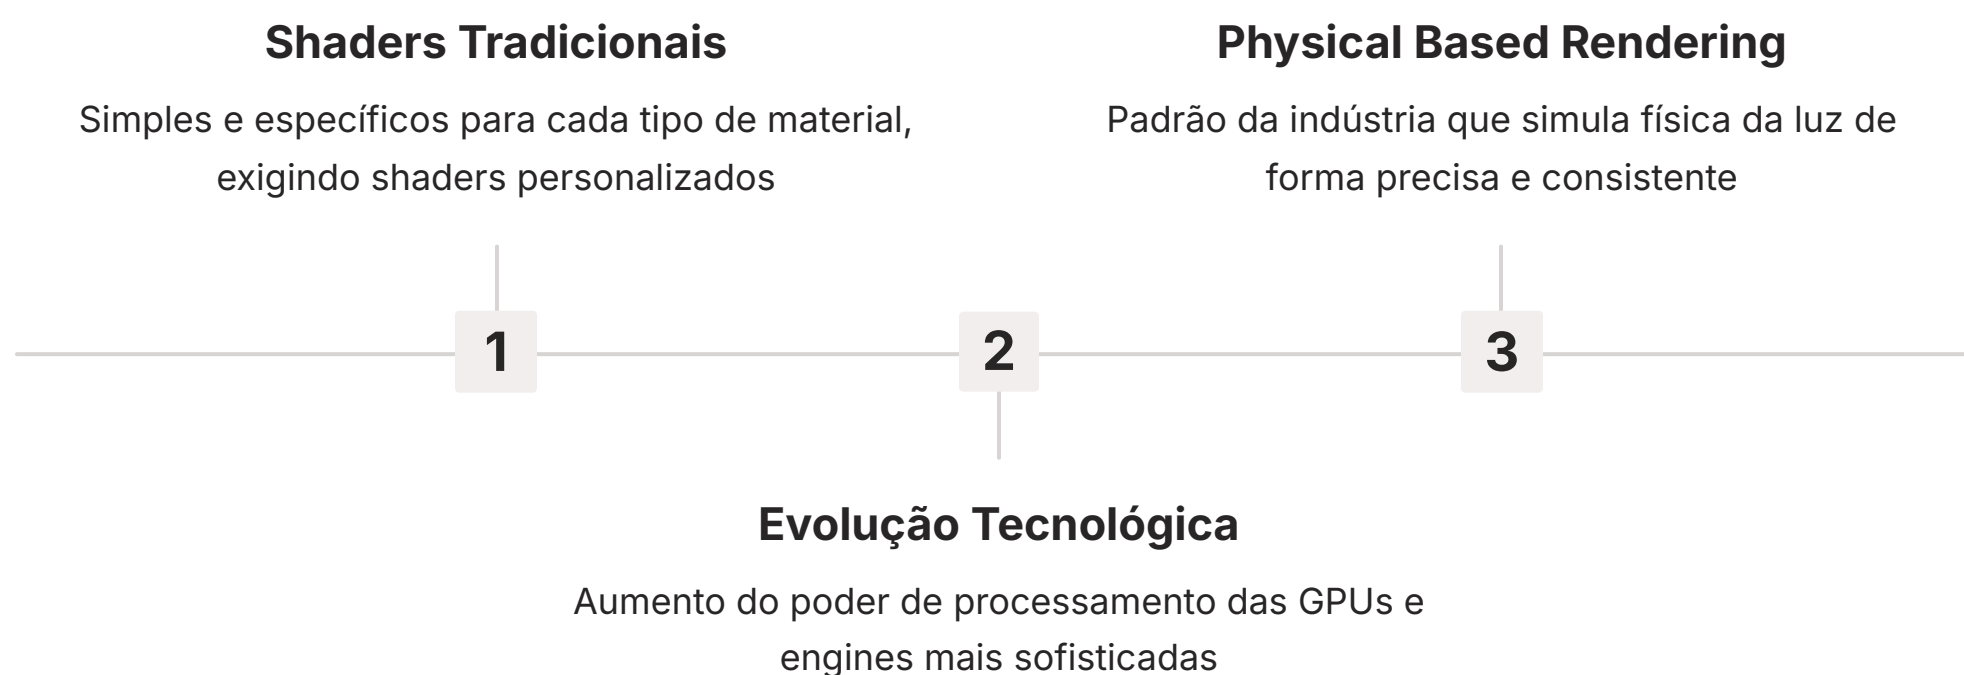 Shaders Tradicionais
Simples e específicos para cada tipo de material,
exigindo shaders personalizados
Physical Based Rendering
Padrão da indústria que simula física da luz de
forma precisa e consistente
1
2
3
Evolução Tecnológica
Aumento do poder de processamento das GPUs e
engines mais sofisticadas